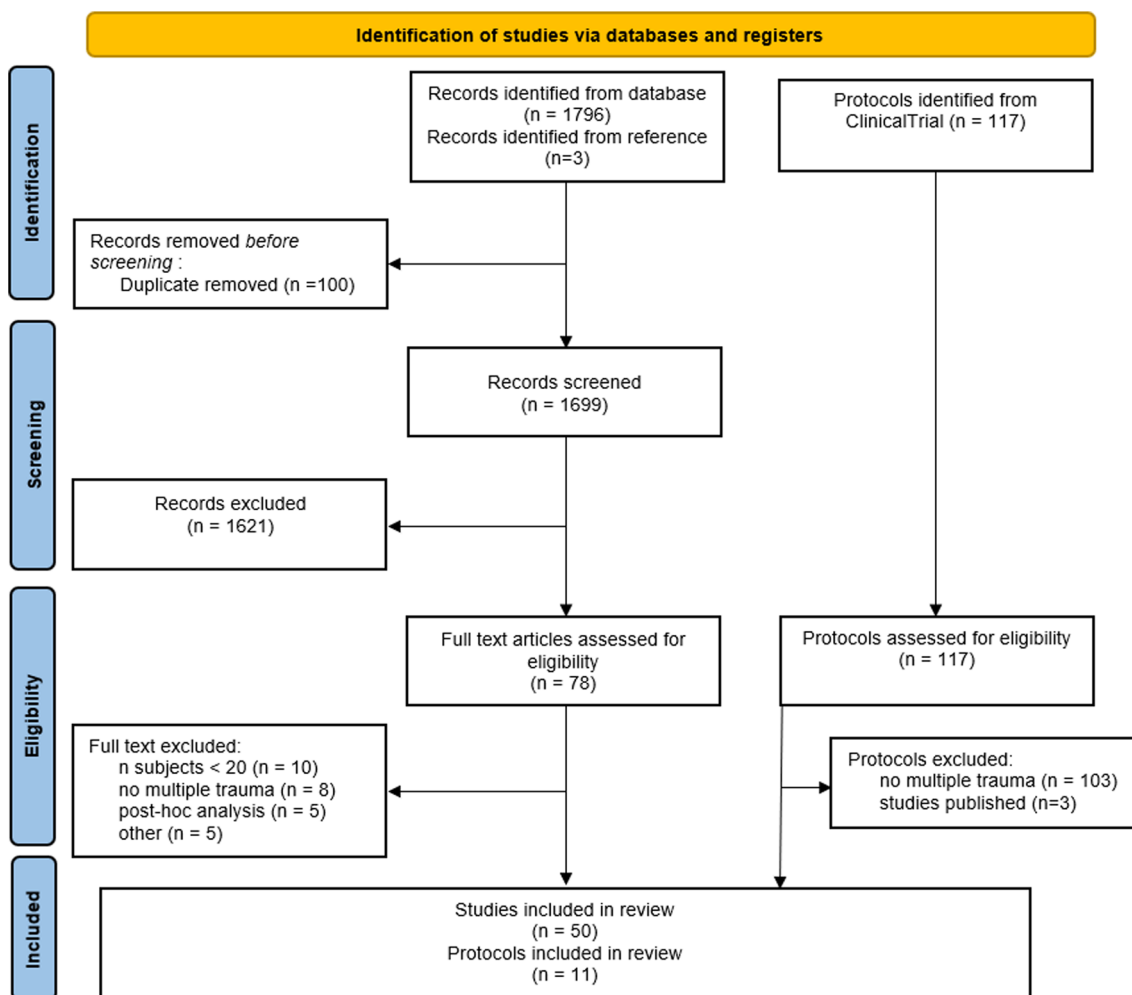 Identification of studies via databases and registers
Identification
Records identified from database
(n = 1796)
Records identified from reference
(n=3)
Protocols identified from
ClinicalTrial (n = 117)
Records removed before
screening :
Duplicate removed (n =100)
Screening
Records screened
(n = 1699)
Records excluded
(n = 1621)
Eligibility
Full text articles assessed for
eligibility
(n = 78)
Protocols assessed for eligibility
(n = 117)
Full text excluded:
n subjects < 20 (n = 10)
no multiple trauma (n = 8)
post-hoc analysis (n = 5)
other (n = 5)
Protocols excluded:
no multiple trauma (n = 103)
studies published (n=3)
Included
Studies included in review
(n = 50)
Protocols included in review
(n = 11)